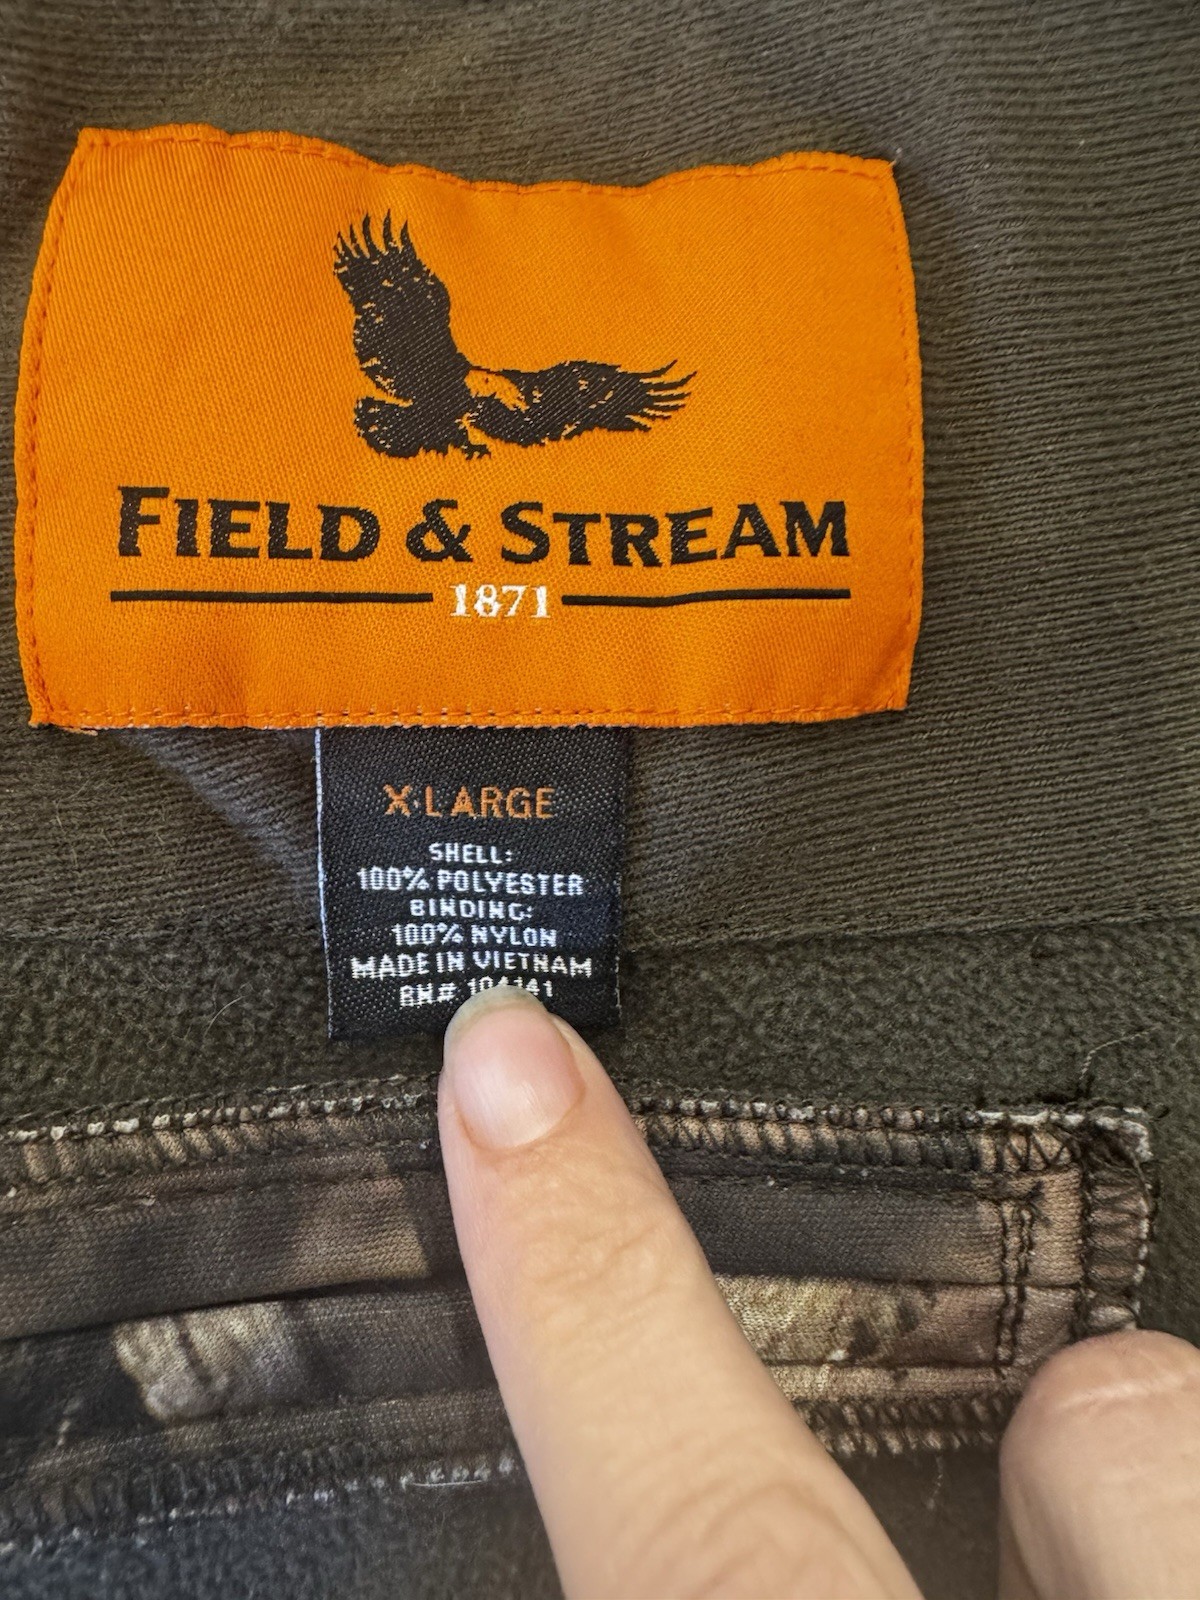 FIELD & STREAM
1871
X-LARGE
SHELL:
100% POLYESTER
BINDING:
100% NYLON
MADE IN VIETNAM
RN# 104141